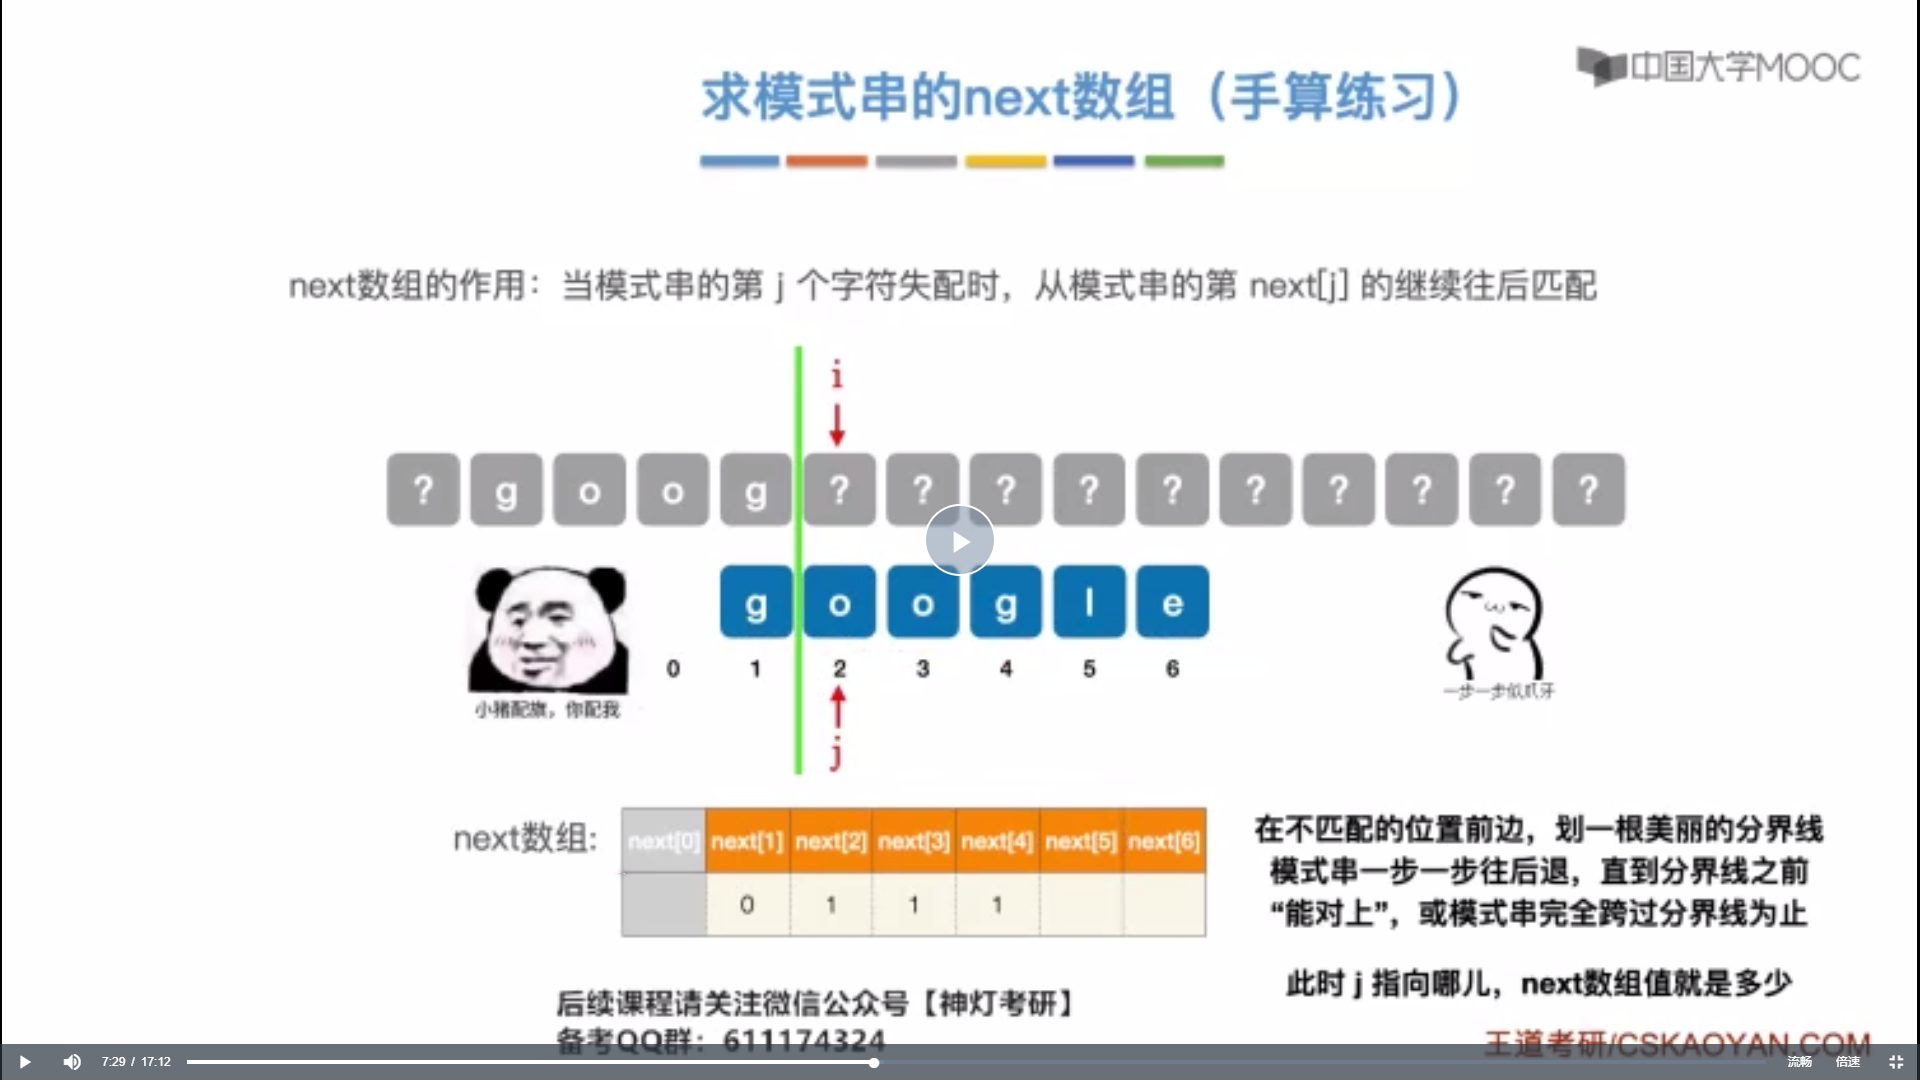 中国大学MOOC
求模式串的next数组（手算练习）
next数组的作用：当模式串的第 j 个字符失配时，从模式串的第 next[j] 的继续往后匹配
i
? g o o g ? ? ? ? ? ? ? ? ? ?
g o o g l e
0 1 2 3 4 5 6
小猪配旗，你配我
一步一步似爪牙
j
next数组:
next[0] next[1] next[2] next[3] next[4] next[5] next[6]
0 1 1 1
在不匹配的位置前边，划一根美丽的分界线
模式串一步一步往后退，直到分界线之前
“能对上”，或模式串完全跨过分界线为止
此时 j 指向哪儿，next数组值就是多少
后续课程请关注微信公众号【神灯考研】
备考QQ群：611174324
王道考研/CSKAOYAN.COM
7:29 / 17:12
流畅 倍速